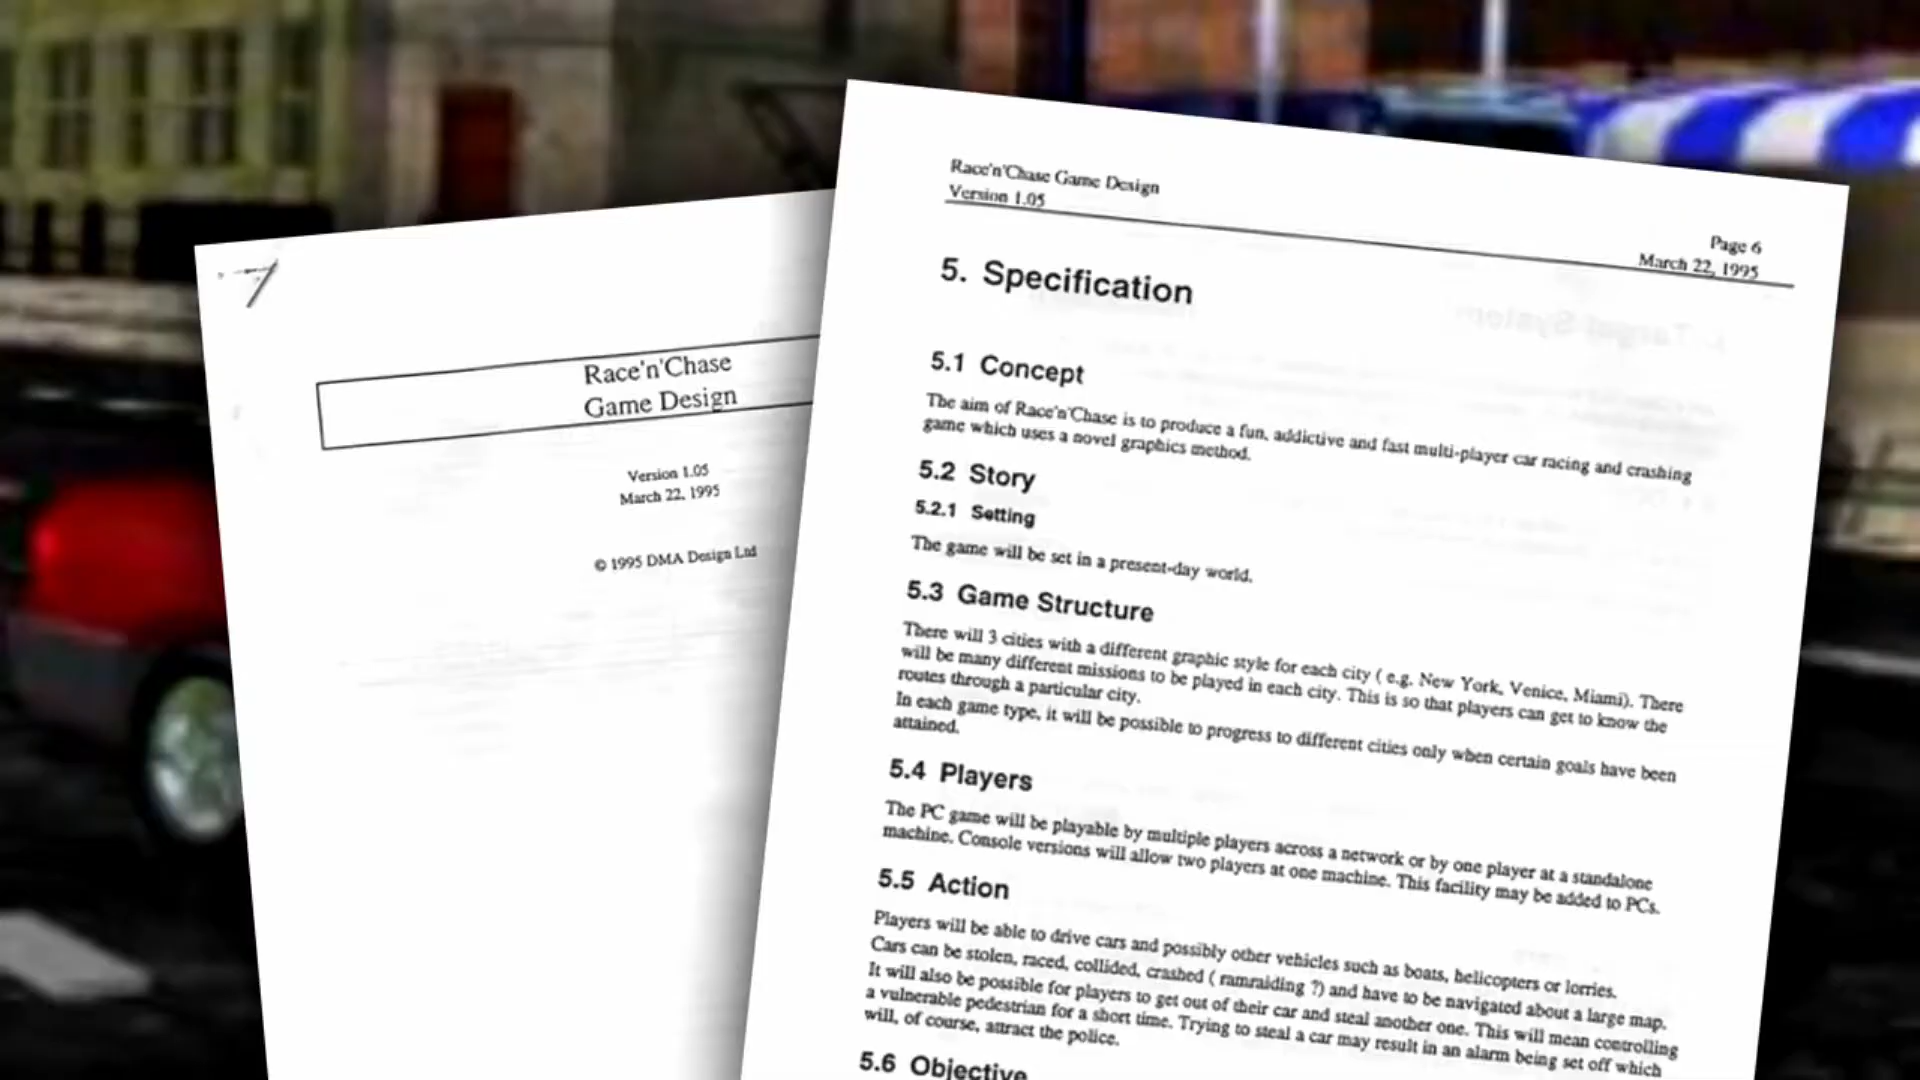 Race'n'Chase
Game Design
Version 1.05
March 22, 1995
© 1995 DMA Design Ltd
Race'n'Chase Game Design
Version 1.05
Page 6
March 22, 1995
5. Specification
5.1 Concept
The aim of Race'n'Chase is to produce a fun, addictive and fast multi-player car racing and crashing
game which uses a novel graphics method.
5.2 Story
5.2.1 Setting
The game will be set in a present-day world.
5.3 Game Structure
There will 3 cities with a different graphic style for each city ( e.g. New York, Venice, Miami). There
will be many different missions to be played in each city. This is so that players can get to know the
routes through a particular city.
In each game type, it will be possible to progress to different cities only when certain goals have been
attained.
5.4 Players
The PC game will be playable by multiple players across a network or by one player at a standalone
machine. Console versions will allow two players at one machine. This facility may be added to PCs.
5.5 Action
Players will be able to drive cars and possibly other vehicles such as boats, helicopters or lorries.
Cars can be stolen, raced, collided, crashed ( ramraiding ?) and have to be navigated about a large map.
It will also be possible for players to get out of their car and steal another one. This will mean controlling
a vulnerable pedestrian for a short time. Trying to steal a car may result in an alarm being set off which
will, of course, attract the police.
5.6 Objective